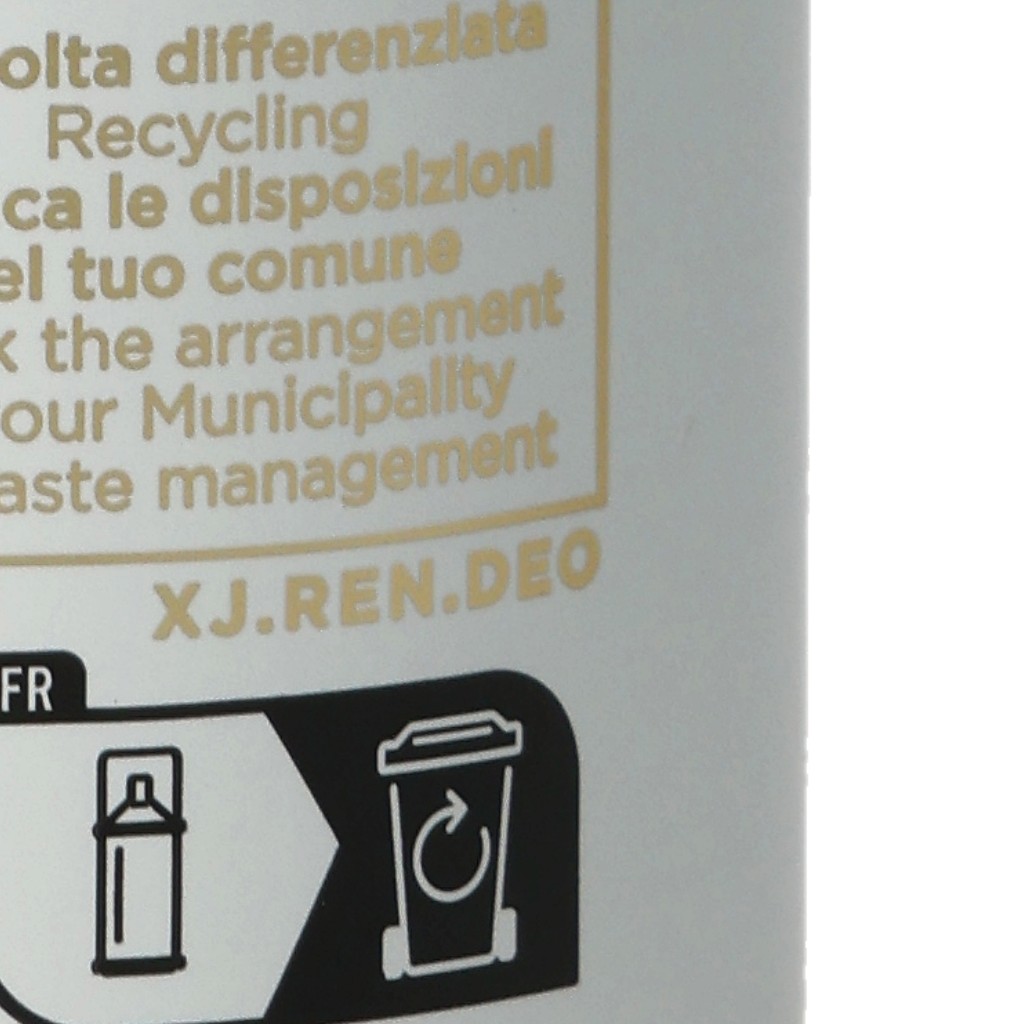 olta differenziata
Recycling
ca le disposizioni
el tuo comune
k the arrangement
our Municipality
aste management
XJ.REN.DEO
FR